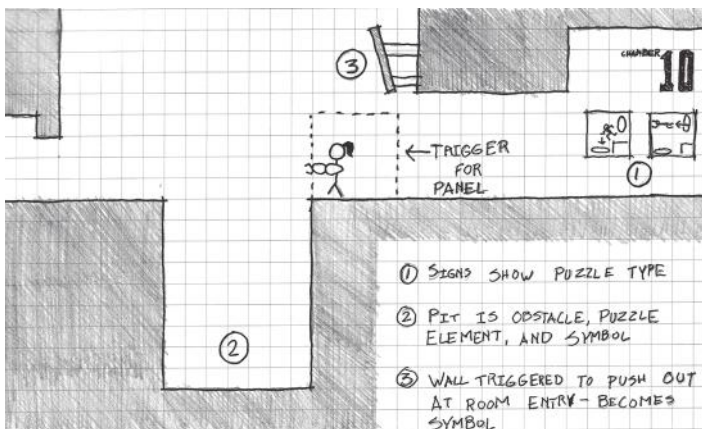 CHAMBER 10
③
← TRIGGER
FOR
PANEL
①
②
① SIGNS SHOW PUZZLE TYPE
② PIT IS OBSTACLE, PUZZLE
ELEMENT, AND SYMBOL
③ WALL TRIGGERED TO PUSH OUT
AT ROOM ENTRY - BECOMES
SYMBOL